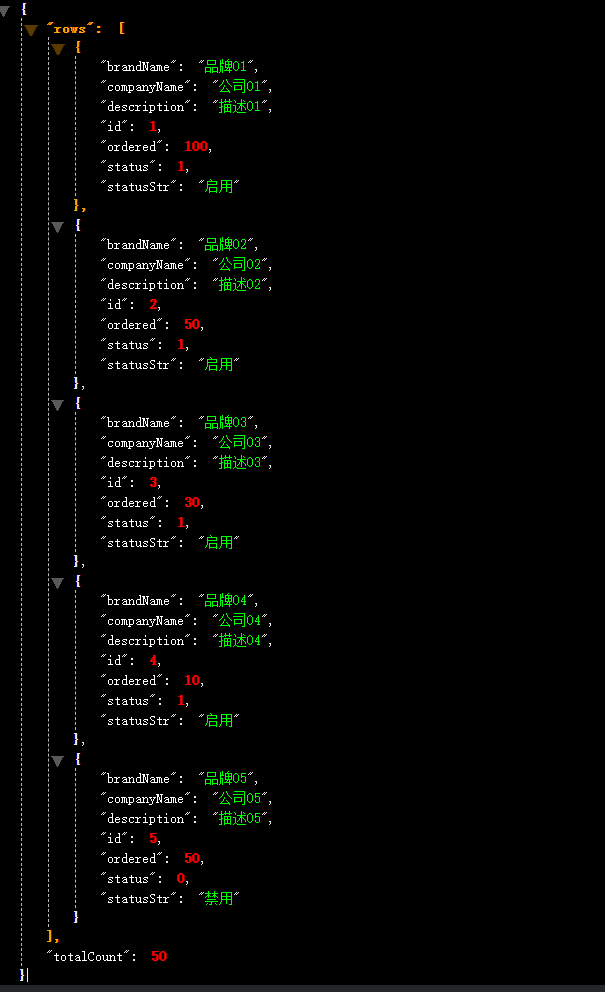 {
"rows": [
{
"brandName": "品牌01",
"companyName": "公司01",
"description": "描述01",
"id": 1,
"ordered": 100,
"status": 1,
"statusStr": "启用"
},
{
"brandName": "品牌02",
"companyName": "公司02",
"description": "描述02",
"id": 2,
"ordered": 50,
"status": 1,
"statusStr": "启用"
},
{
"brandName": "品牌03",
"companyName": "公司03",
"description": "描述03",
"id": 3,
"ordered": 30,
"status": 1,
"statusStr": "启用"
},
{
"brandName": "品牌04",
"companyName": "公司04",
"description": "描述04",
"id": 4,
"ordered": 10,
"status": 1,
"statusStr": "启用"
},
{
"brandName": "品牌05",
"companyName": "公司05",
"description": "描述05",
"id": 5,
"ordered": 50,
"status": 0,
"statusStr": "禁用"
}
],
"totalCount": 50
}